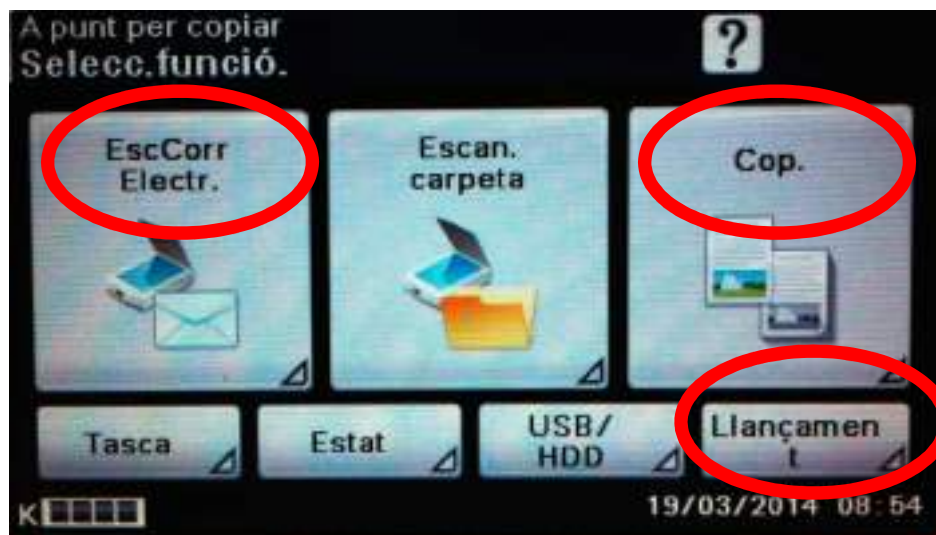 A punt per copiar
Selecc.funció.
?
EscCorr
Electr.
Escan.
carpeta
Cop.
Tasca
Estat
USB/
HDD
Llançamen
t
K
19/03/2014 08:54